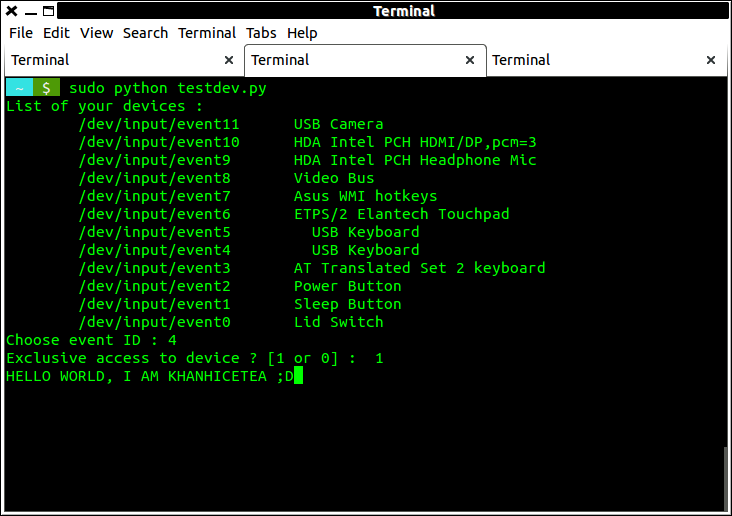 Terminal
File Edit View Search Terminal Tabs Help
Terminal × Terminal × Terminal ×
~ $ sudo python testdev.py
List of your devices :
/dev/input/event11 USB Camera
/dev/input/event10 HDA Intel PCH HDMI/DP,pcm=3
/dev/input/event9 HDA Intel PCH Headphone Mic
/dev/input/event8 Video Bus
/dev/input/event7 Asus WMI hotkeys
/dev/input/event6 ETPS/2 Elantech Touchpad
/dev/input/event5 USB Keyboard
/dev/input/event4 USB Keyboard
/dev/input/event3 AT Translated Set 2 keyboard
/dev/input/event2 Power Button
/dev/input/event1 Sleep Button
/dev/input/event0 Lid Switch
Choose event ID : 4
Exclusive access to device ? [1 or 0] : 1
HELLO WORLD, I AM KHANHICETEA ;D